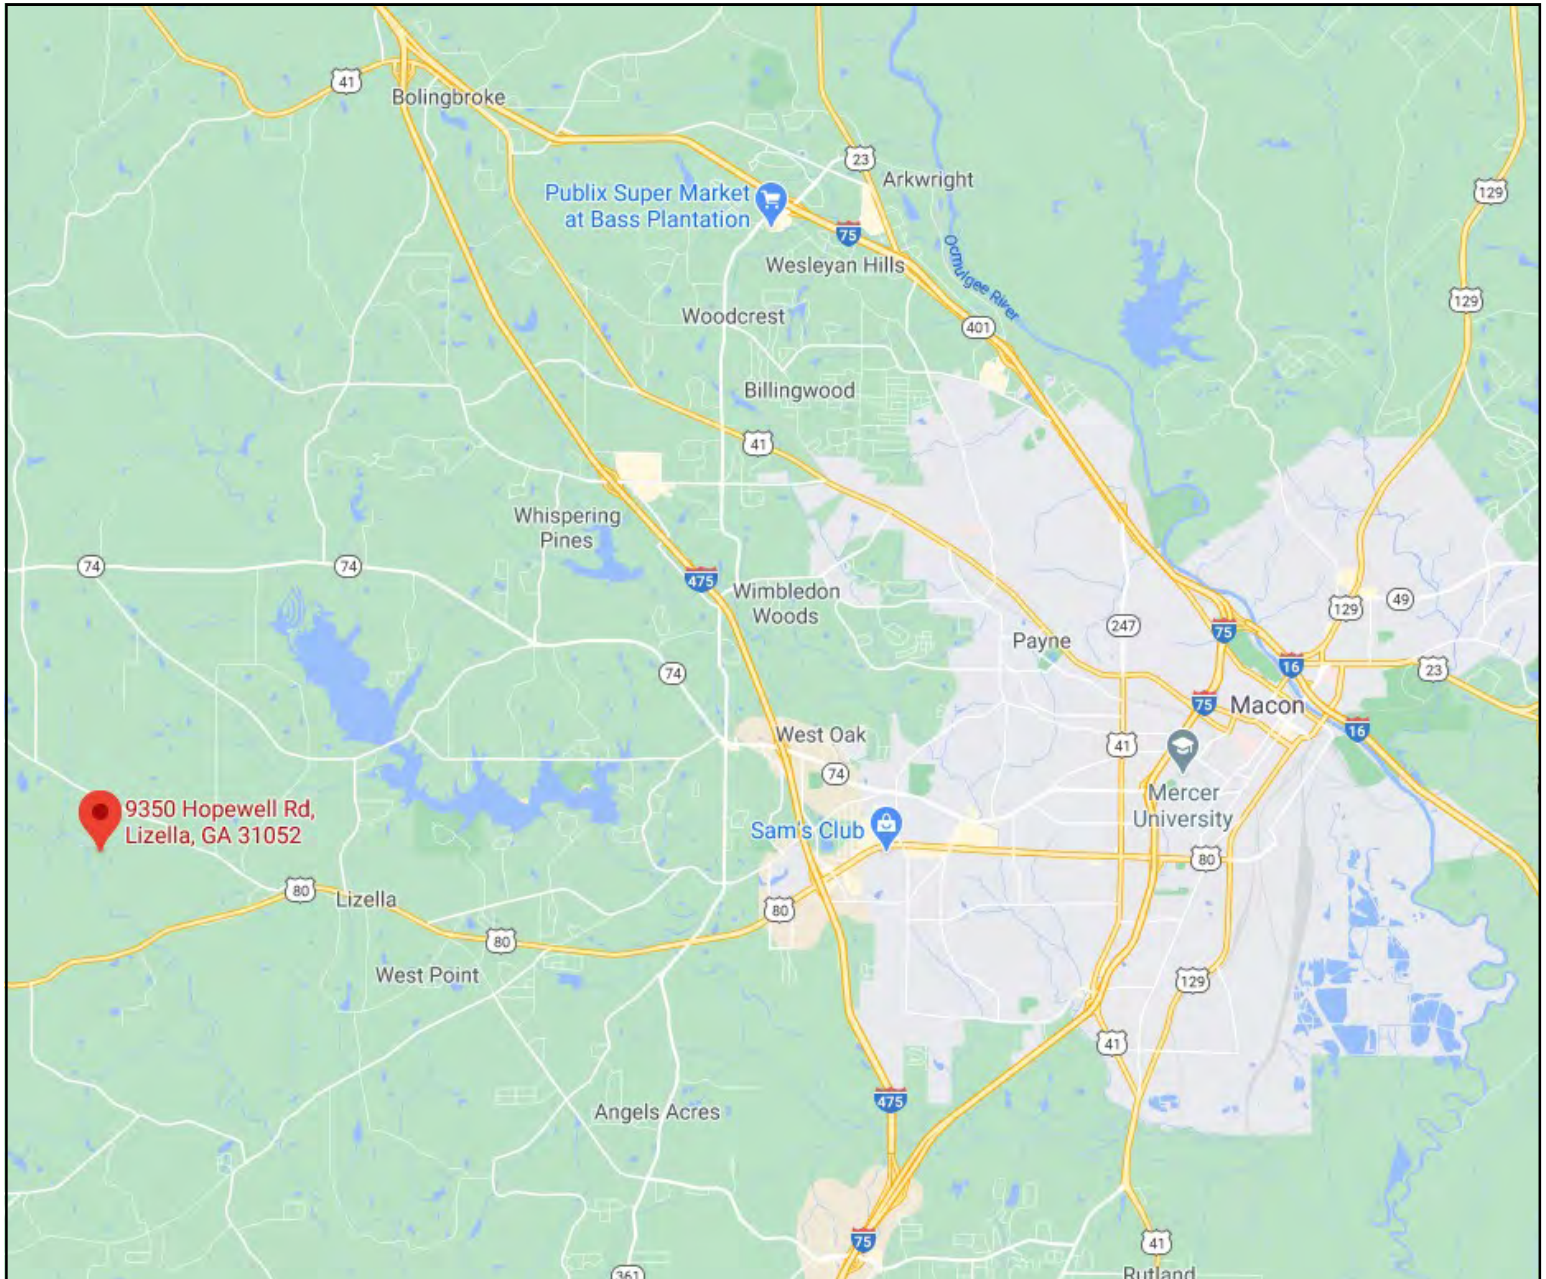 41
Bolingbroke
23
Arkwright
129
Publix Super Market
at Bass Plantation
75
Wesleyan Hills
Ocmulgee River
129
Woodcrest
401
Billingwood
41
Whispering
Pines
74
74
475
Wimbledon
Woods
49
129
247
Payne
75
16
23
74
75
Macon
16
West Oak
41
74
Mercer
University
9350 Hopewell Rd,
Lizella, GA 31052
Sam's Club
80
80
Lizella
80
80
West Point
129
41
475
Angels Acres
75
41
361
Rutland